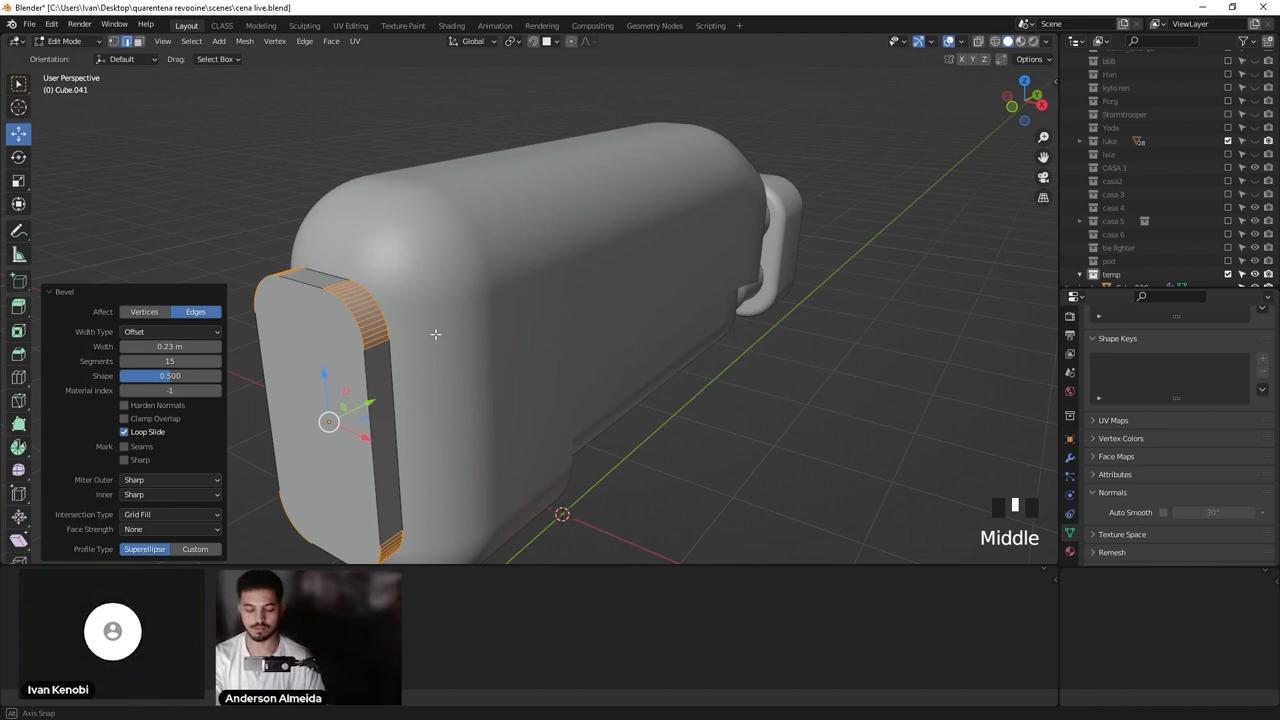 Blender* [C:\Users\Ivan\Desktop\quarentena revooine\scenes\cena live.blend]
File Edit Render Window Help Layout CLASS Modeling Sculpting UV Editing Texture Paint Shading Animation Rendering Compositing Geometry Nodes Scripting + Scene ViewLayer
Edit Mode View Select Add Mesh Vertex Edge Face UV Global
Orientation: Default Drag: Select Box X Y Z Options
User Perspective
(0) Cube.041
Z
Y
X
bb8
Han
kylo ren
Porg
Stormtrooper
Yoda
luke 28
leia
CASA 1
casa2
casa 3
casa 4
casa 5
casa 6
tie fighter
pod
temp
Bevel
Affect Vertices Edges
Width Type Offset
Width 0.23 m
Segments 15
Shape 0.500
Material Index -1
Harden Normals
Clamp Overlap
Loop Slide
Mark Seams
Sharp
Miter Outer Sharp
Inner Sharp
Intersection Type Grid Fill
Face Strength None
Profile Type Superellipse Custom
Shape Keys
UV Maps
Vertex Colors
Face Maps
Attributes
Normals
Auto Smooth 30°
Texture Space
Remesh
Middle
Ivan Kenobi
Anderson Almeida
Axis Snap